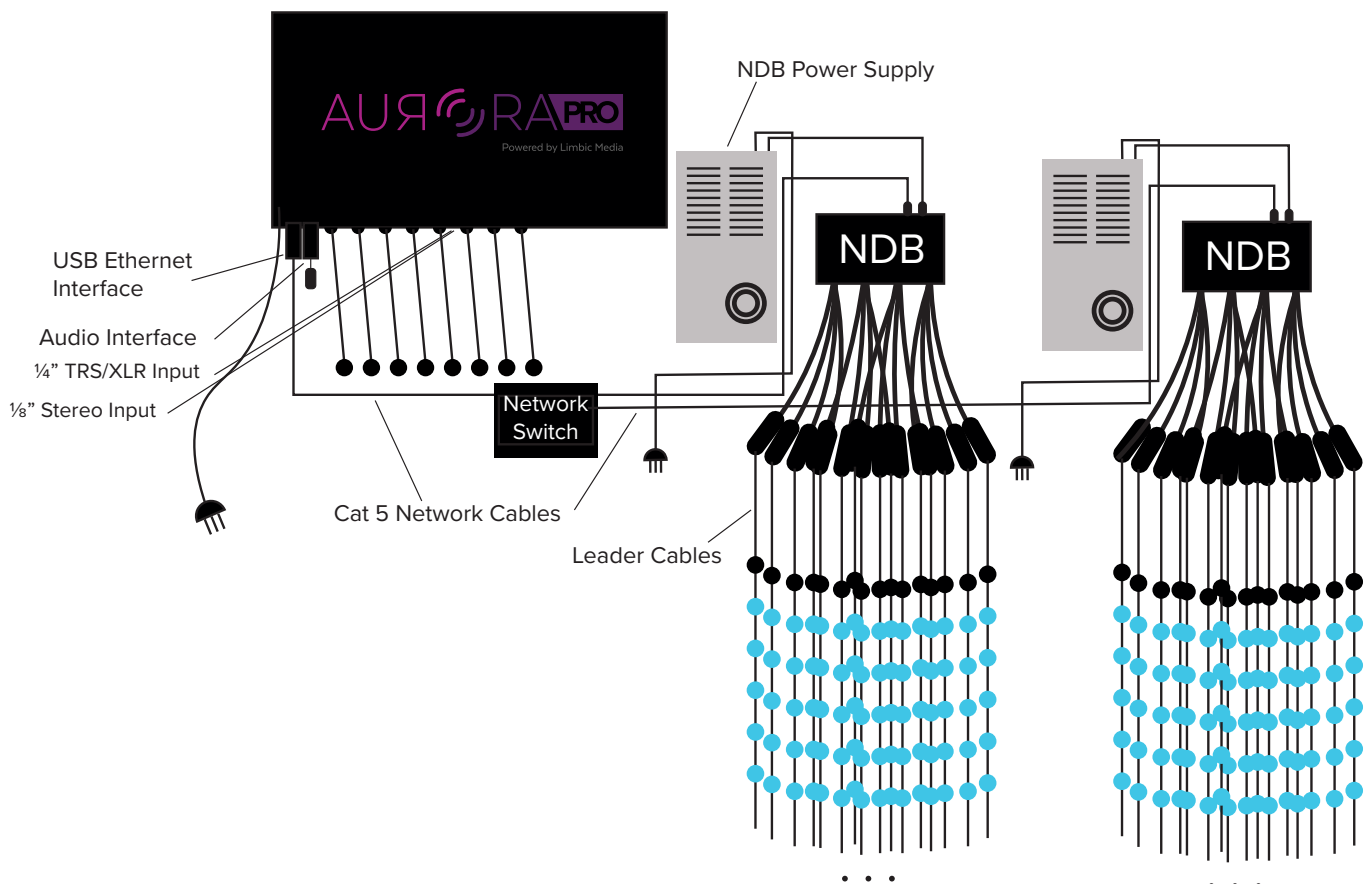 AUЯORA PRO
Powered by Limbic Media
NDB Power Supply
NDB
NDB
USB Ethernet
Interface
Audio Interface
¼” TRS/XLR Input
⅛” Stereo Input
Network
Switch
Cat 5 Network Cables
Leader Cables
. . .
. . .